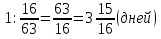 1: 16/63 = 63/16 = 3 15/16 (дней)